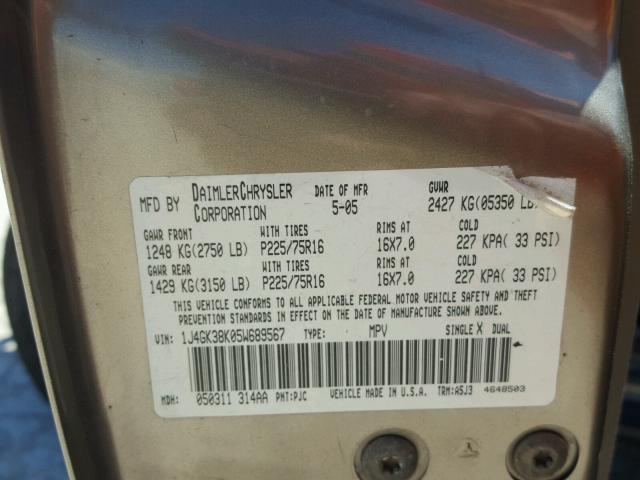 MFD BY DAIMLERCHRYSLER CORPORATION DATE OF MFR 5-05 GVWR 2427 KG(05350 LB)
GAWR FRONT WITH TIRES RIMS AT COLD
1248 KG(2750 LB) P225/75R16 16X7.0 227 KPA( 33 PSI)
GAWR REAR WITH TIRES RIMS AT COLD
1429 KG(3150 LB) P225/75R16 16X7.0 227 KPA( 33 PSI)
THIS VEHICLE CONFORMS TO ALL APPLICABLE FEDERAL MOTOR VEHICLE SAFETY AND THEFT
PREVENTION STANDARDS IN EFFECT ON THE DATE OF MANUFACTURE SHOWN ABOVE.
VIN: 1J4GK38K05W689567 TYPE: MPV SINGLE X DUAL
MDH: 050311 314AA PNT:PJC VEHICLE MADE IN U.S.A. TRM:A5J3 4648503